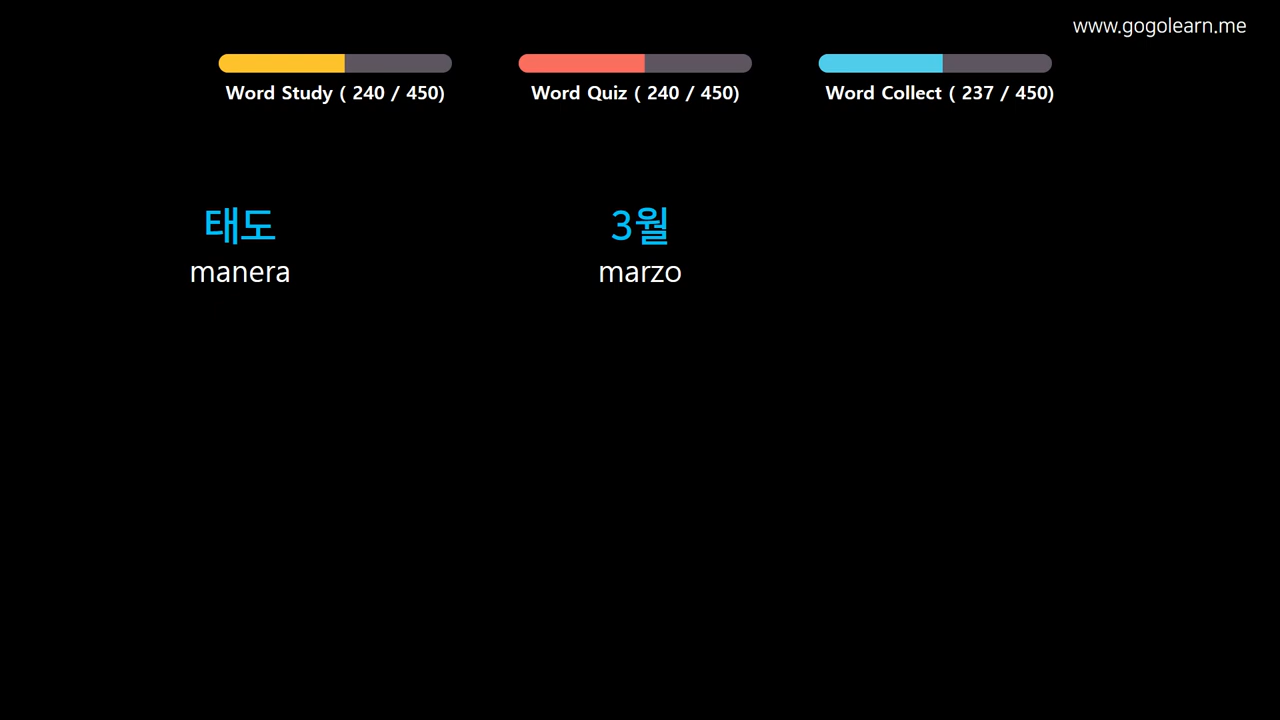 www.gogolearn.me
Word Study ( 240 / 450)
Word Quiz ( 240 / 450)
Word Collect ( 237 / 450)
태도
manera
3월
marzo